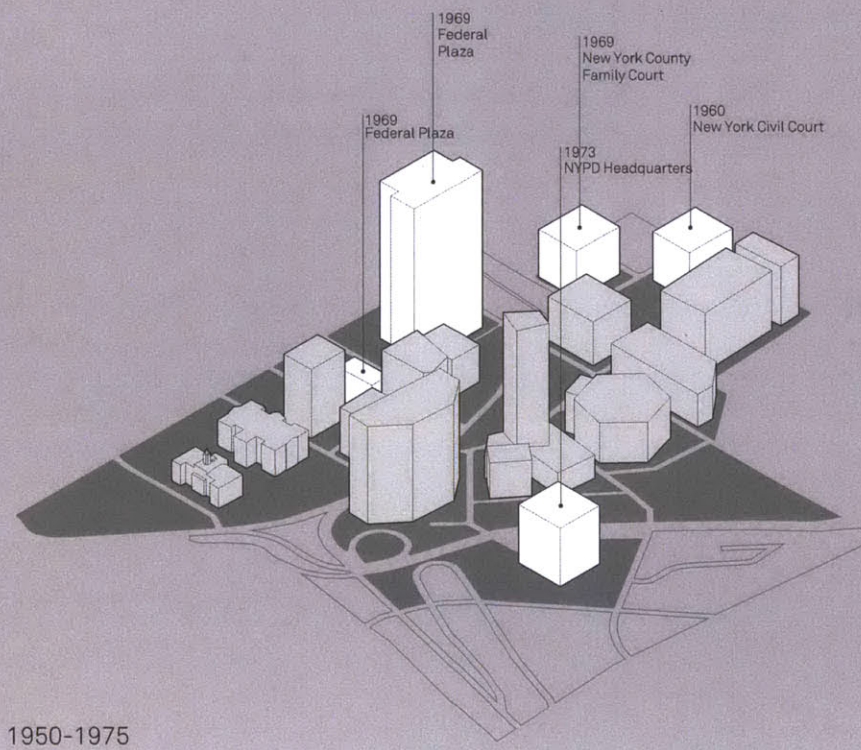 1969
Federal
Plaza
1969
New York County
Family Court
1960
New York Civil Court
1969
Federal Plaza
1973
NYPD Headquarters
1950-1975